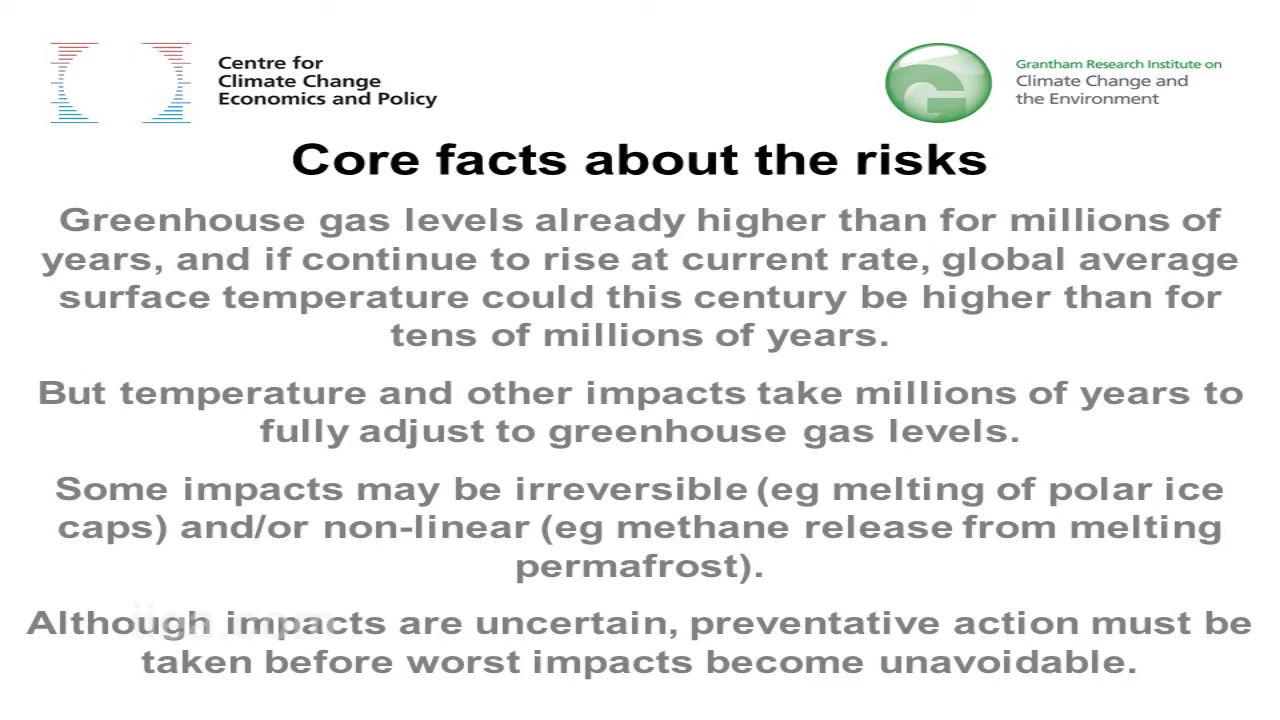 Centre for
Climate Change
Economics and Policy
Grantham Research Institute on
Climate Change and
the Environment
Core facts about the risks
Greenhouse gas levels already higher than for millions of
years, and if continue to rise at current rate, global average
surface temperature could this century be higher than for
tens of millions of years.
But temperature and other impacts take millions of years to
fully adjust to greenhouse gas levels.
Some impacts may be irreversible (eg melting of polar ice
caps) and/or non-linear (eg methane release from melting
permafrost).
Although impacts are uncertain, preventative action must be
taken before worst impacts become unavoidable.